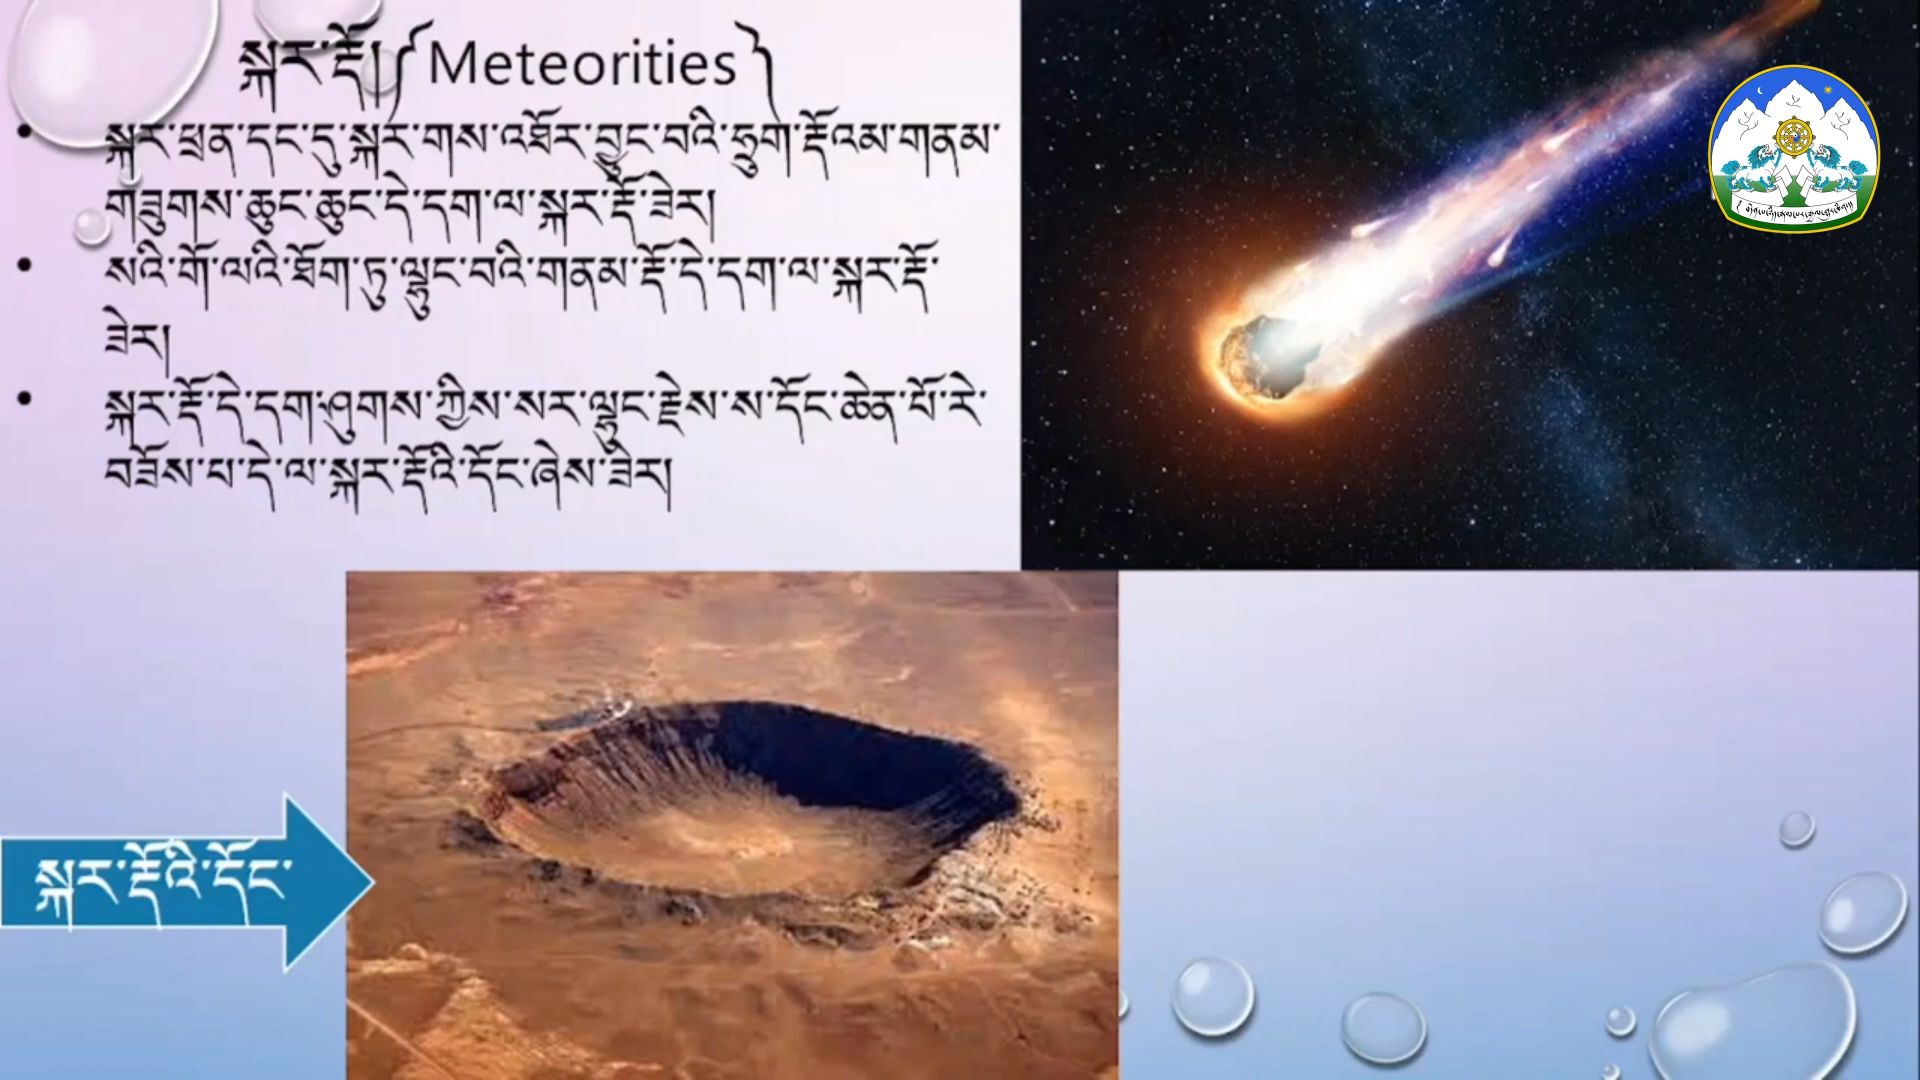 སྐར་རྡོ། ༼Meteorities༽
སྐར་ཕྲན་དང་དུ་སྐར་གས་འཐོར་བྱུང་བའི་ཧྲུག་རྡོའམ་གནམ་
གཟུགས་ཆུང་ཆུང་དེ་དག་ལ་སྐར་རྡོ་ཟེར།
སའི་གོ་ལའི་ཐོག་ཏུ་ལྷུང་བའི་གནམ་རྡོ་དེ་དག་ལ་སྐར་རྡོ་
ཟེར།
སྐར་རྡོ་དེ་དག་ཤུགས་ཀྱིས་སར་ལྷུང་རྗེས་ས་དོང་ཆེན་པོ་རེ་
བཟོས་པ་དེ་ལ་སྐར་རྡོའི་དོང་ཞེས་ཟེར།
སྐར་རྡོའི་དོང་